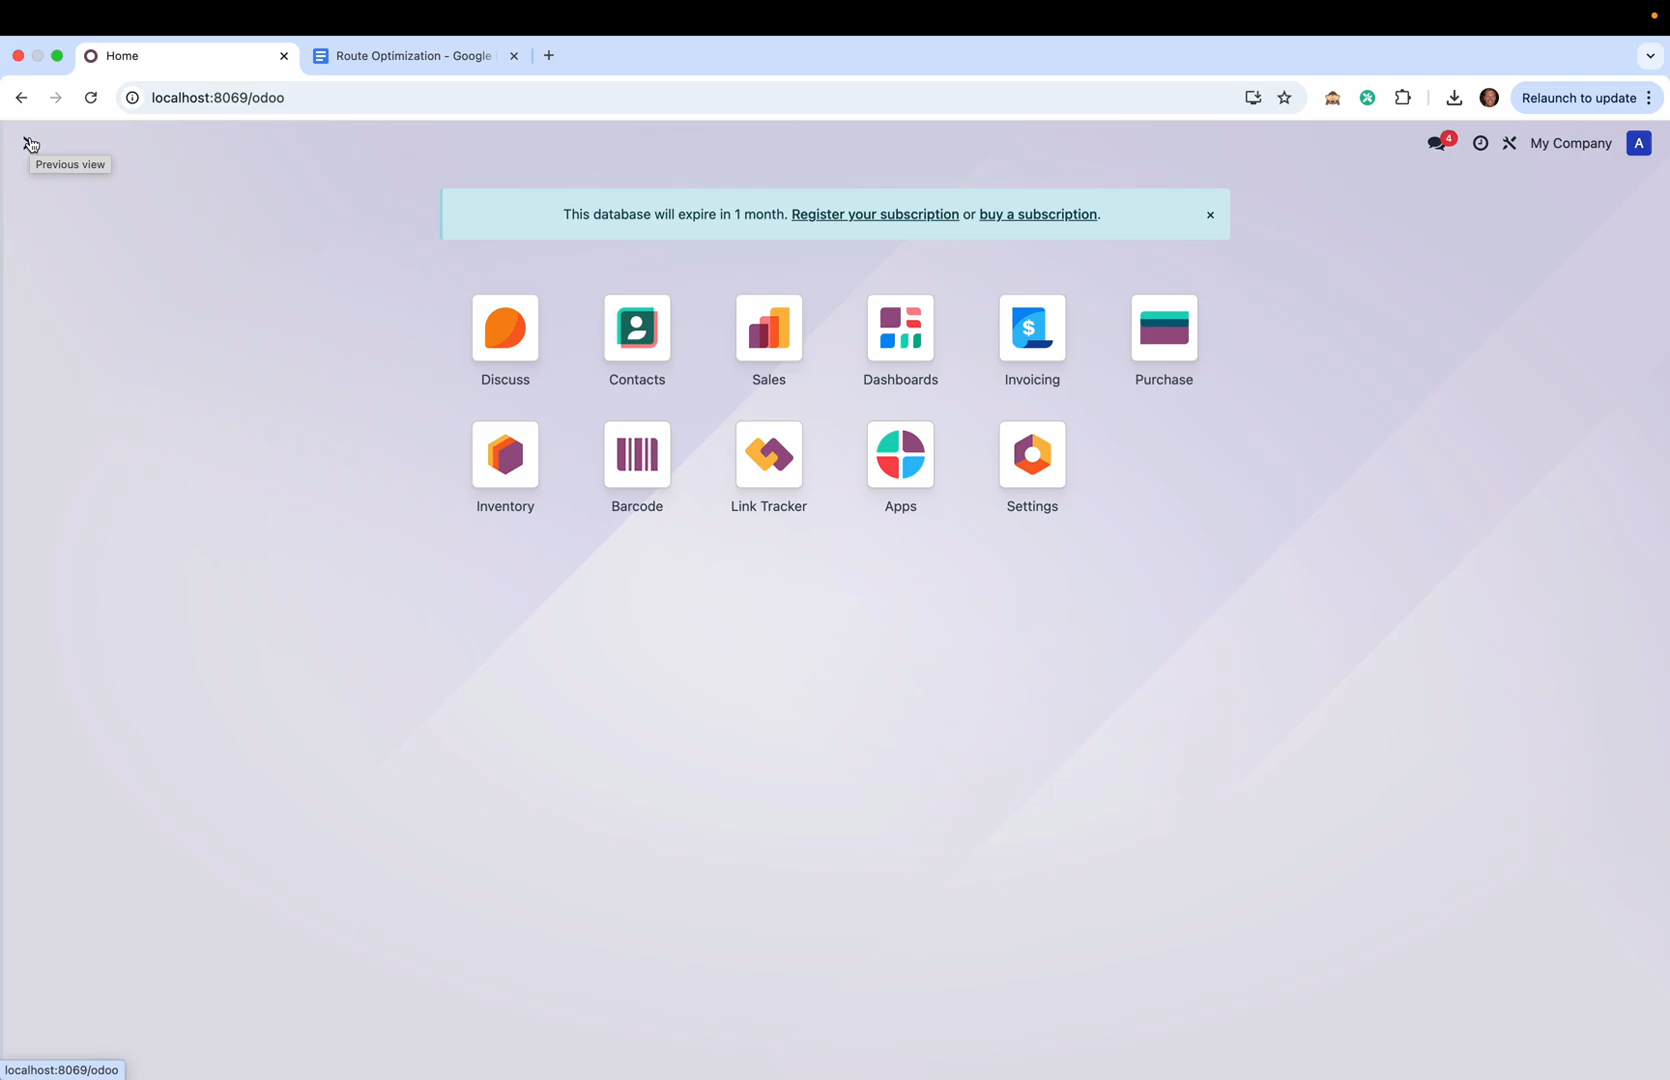 Home
Route Optimization - Google
localhost:8069/odoo
Relaunch to update
4
My Company
A
Previous view
This database will expire in 1 month. Register your subscription or buy a subscription.
Discuss
Contacts
Sales
Dashboards
Invoicing
Purchase
Inventory
Barcode
Link Tracker
Apps
Settings
localhost:8069/odoo